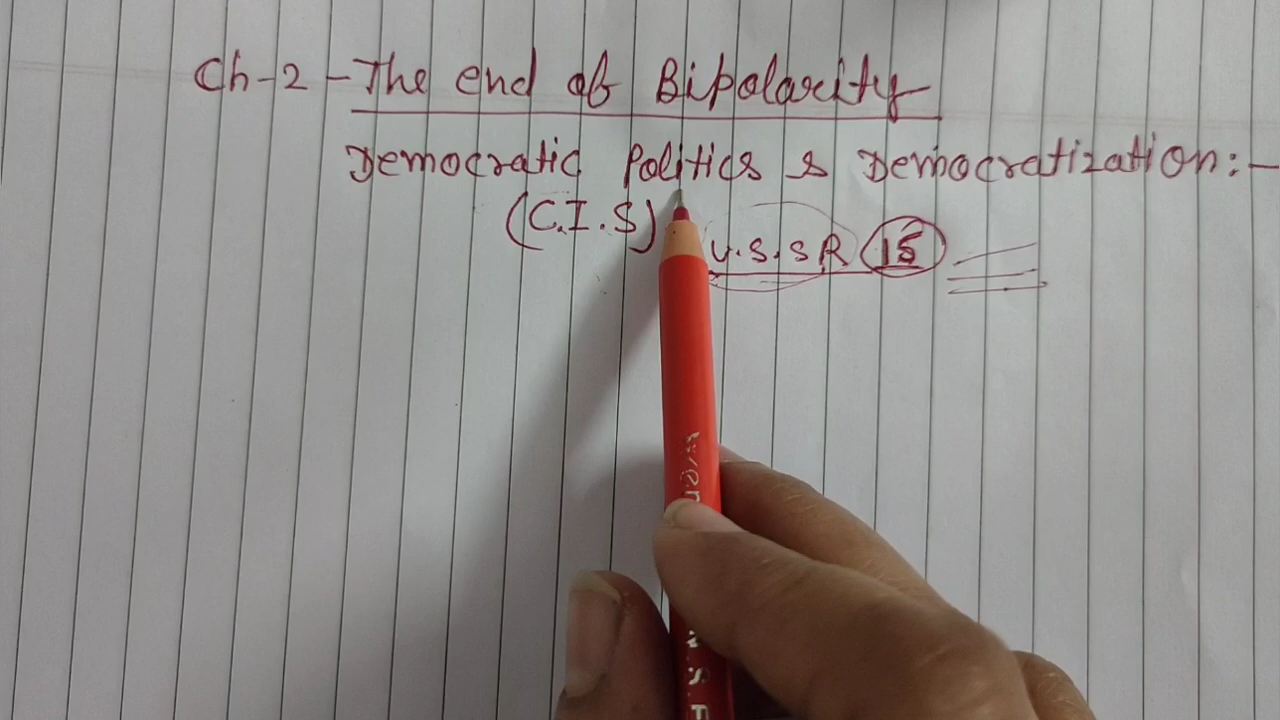 Ch-2-The end of Bipolarity
Democratic Politics & Democratization:-
(C.I.S)
U.S.S.R 15